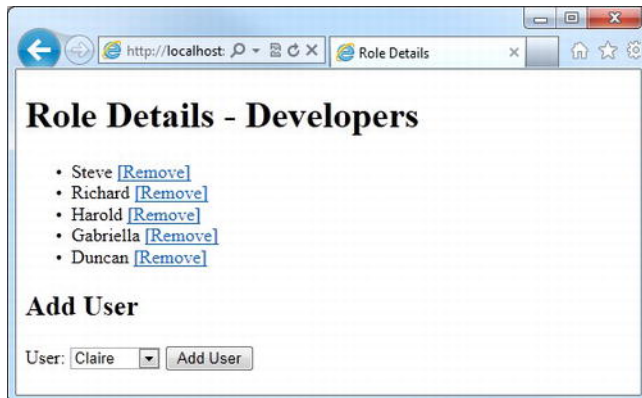 http://localhost:
Role Details
Role Details - Developers
• Steve [Remove]
• Richard [Remove]
• Harold [Remove]
• Gabriella [Remove]
• Duncan [Remove]
Add User
User: Claire Add User